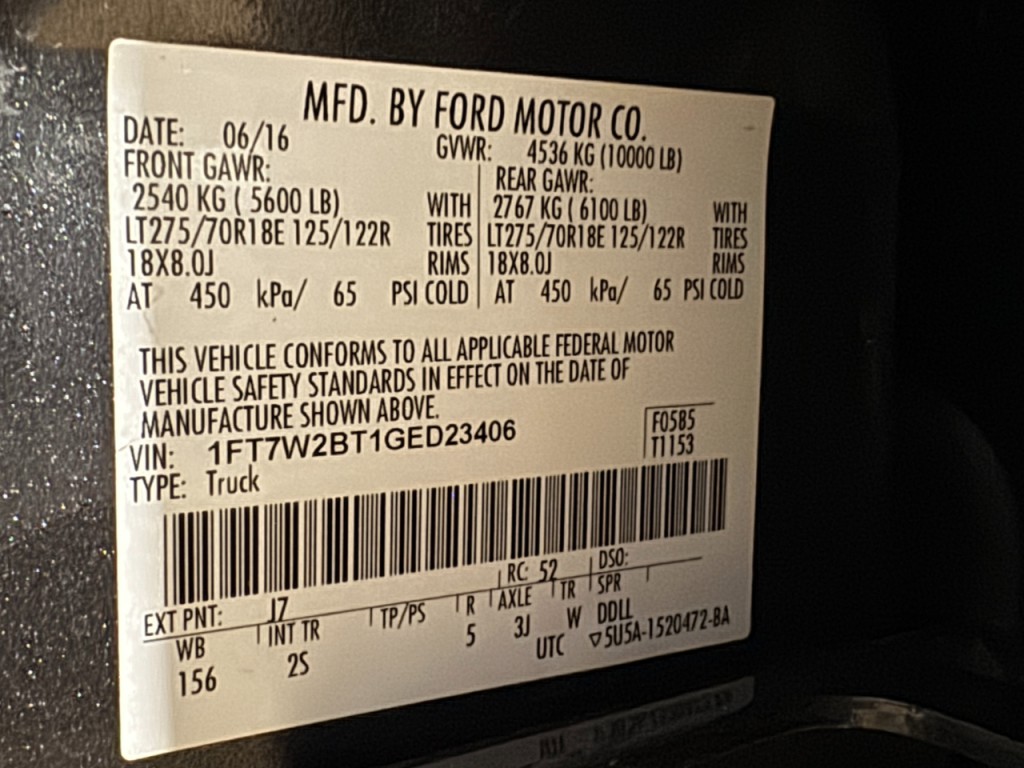 MFD. BY FORD MOTOR CO.
DATE: 06/16 GVWR: 4536 KG (10000 LB)
FRONT GAWR: REAR GAWR:
2540 KG ( 5600 LB) WITH 2767 KG ( 6100 LB) WITH
LT275/70R18E 125/122R TIRES LT275/70R18E 125/122R TIRES
18X8.0J RIMS 18X8.0J RIMS
AT 450 kPa/ 65 PSI COLD AT 450 kPa/ 65 PSI COLD
THIS VEHICLE CONFORMS TO ALL APPLICABLE FEDERAL MOTOR
VEHICLE SAFETY STANDARDS IN EFFECT ON THE DATE OF
MANUFACTURE SHOWN ABOVE.
VIN: 1FT7W2BT1GED23406 F0585
TYPE: Truck T1153
EXT PNT: J7 RC: 52 DSO:
WB INT TR TP/PS R AXLE TR SPR
156 2S 5 3J W DDLL
UTC ▽5U5A-1520472-BA